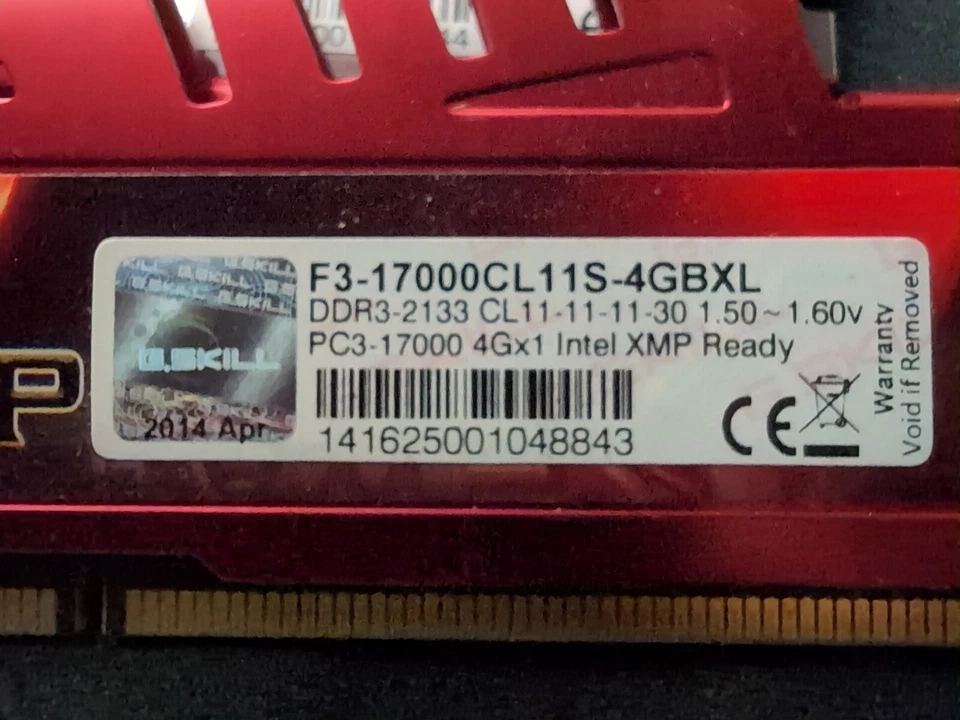 G.SKILL
2014 Apr
F3-17000CL11S-4GBXL
DDR3-2133 CL11-11-11-30 1.50~1.60v
PC3-17000 4Gx1 Intel XMP Ready
141625001048843
CE
Warranty
Void if Removed
P